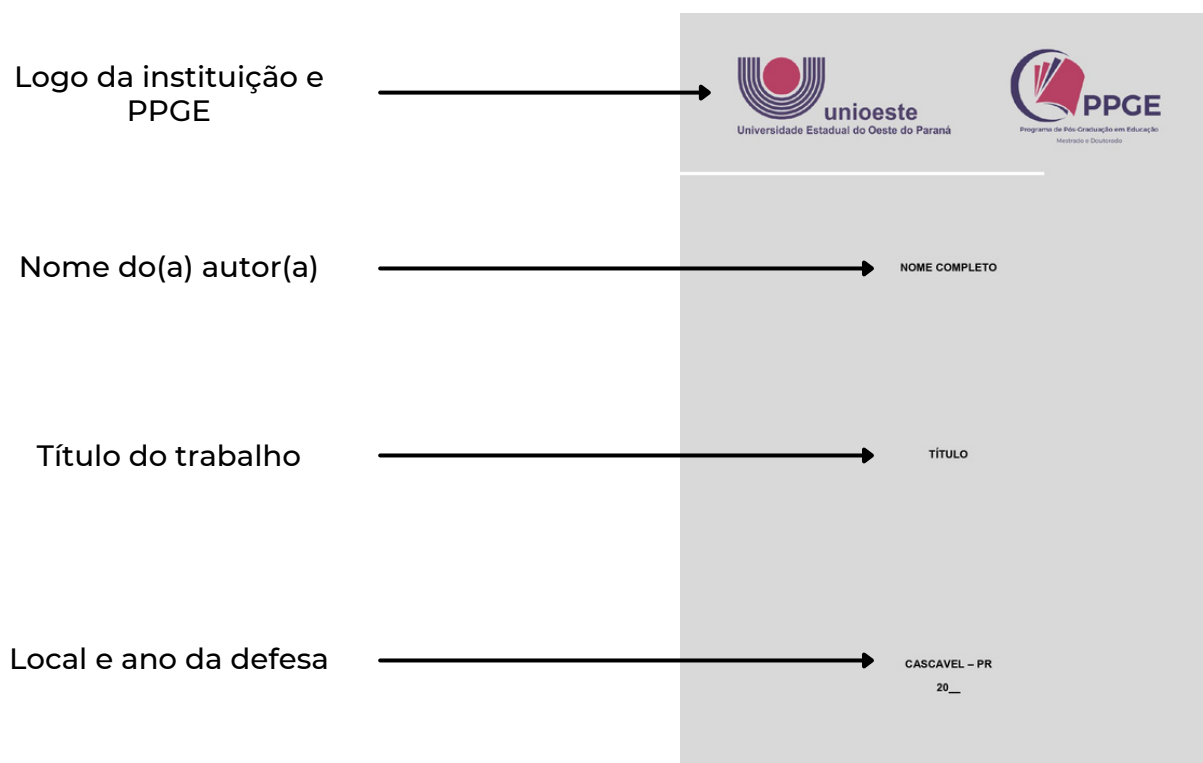 Logo da instituição e
PPGE
unioeste
Universidade Estadual do Oeste do Paraná
PPGE
Programa de Pós-Graduação em Educação
Mestrado e Doutorado
Nome do(a) autor(a)
NOME COMPLETO
Título do trabalho
TÍTULO
Local e ano da defesa
CASCAVEL – PR
20__